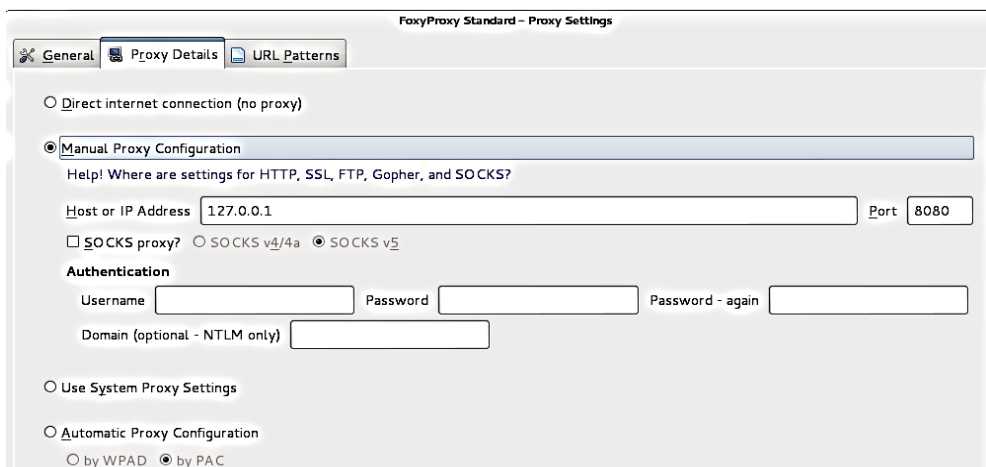 FoxyProxy Standard – Proxy Settings
General Proxy Details URL Patterns
Direct internet connection (no proxy)
Manual Proxy Configuration
Help! Where are settings for HTTP, SSL, FTP, Gopher, and SOCKS?
Host or IP Address 127.0.0.1 Port 8080
SOCKS proxy? SOCKS v4/4a SOCKS v5
Authentication
Username Password Password - again
Domain (optional - NTLM only)
Use System Proxy Settings
Automatic Proxy Configuration
by WPAD by PAC